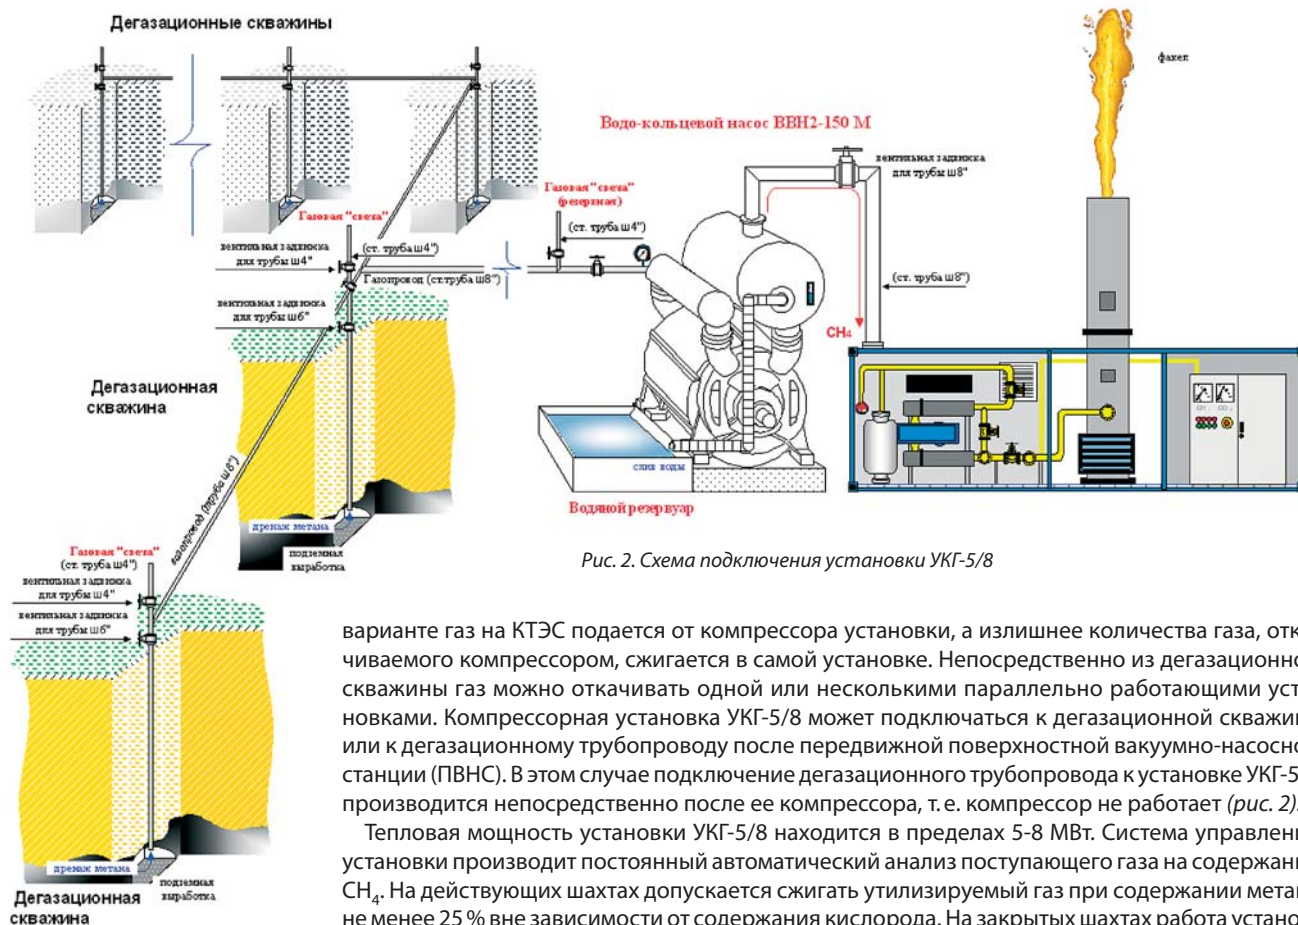 Дегазационные скважины
факел
Водо-кольцевой насос ВВН2-150 М
вентильная задвижка
для трубы Ш8"
Газовая "свеча"
(резервная)
(ст. труба Ш4")
Газовая "свеча"
вентильная задвижка
для трубы Ш4"
(ст. труба Ш4")
Газопровод (ст.труба Ш8")
(ст. труба Ш8")
вентильная задвижка
для трубы Ш6"
CH₄
Дегазационная
скважина
газопровод (труба Ш8")
слив воды
Водяной резервуар
дренаж метана
подземная
выработка
Рис. 2. Схема подключения установки УКГ-5/8
Газовая "свеча"
(ст. труба Ш4")
вентильная задвижка
для трубы Ш4"
вентильная задвижка
для трубы Ш6"
дренаж метана
подземная
выработка
Дегазационная
скважина
варианте газ на КТЭС подается от компрессора установки, а излишнее количества газа, отка
чиваемого компрессором, сжигается в самой установке. Непосредственно из дегазационно
скважины газ можно откачивать одной или несколькими параллельно работающими уст
новками. Компрессорная установка УКГ-5/8 может подключаться к дегазационной скважин
или к дегазационному трубопроводу после передвижной поверхностной вакуумно-насосно
станции (ПВНС). В этом случае подключение дегазационного трубопровода к установке УКГ-5
производится непосредственно после ее компрессора, т. е. компрессор не работает (рис. 2).
Тепловая мощность установки УКГ-5/8 находится в пределах 5-8 МВт. Система управлени
установки производит постоянный автоматический анализ поступающего газа на содержани
CH₄. На действующих шахтах допускается сжигать утилизируемый газ при содержании мета
не менее 25 % вне зависимости от содержания кислорода. На закрытых шахтах работа устано